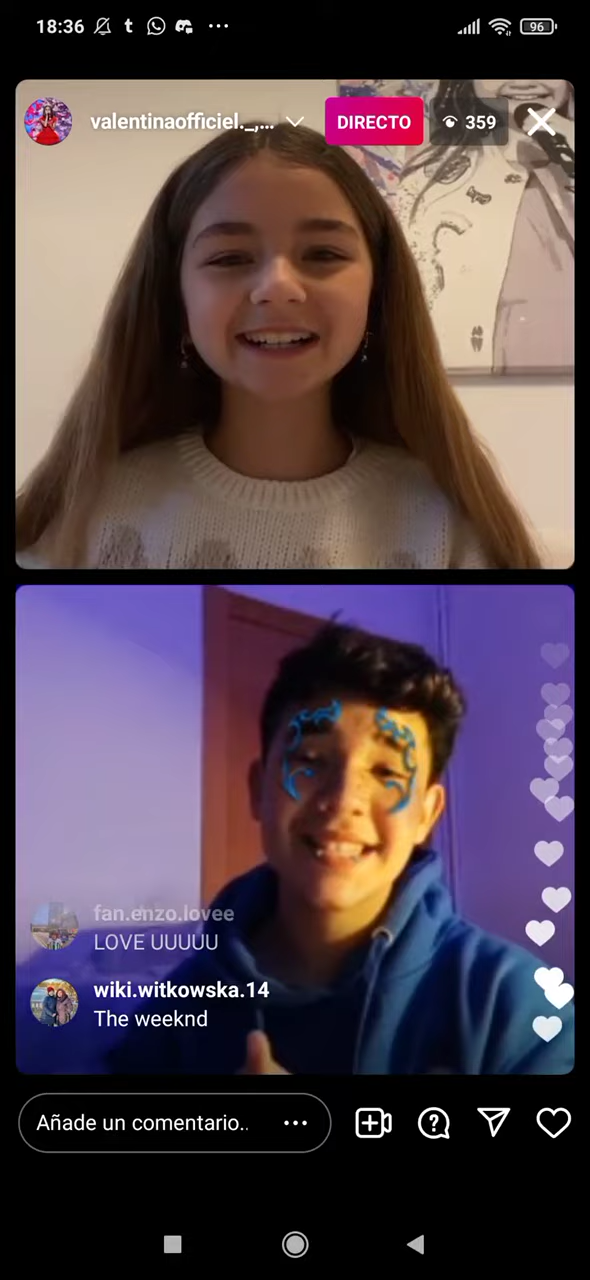 18:36
96
valentinaofficiel._,...
DIRECTO
359
fan.enzo.lovee
LOVE UUUUU
wiki.witkowska.14
The weeknd
Añade un comentario..